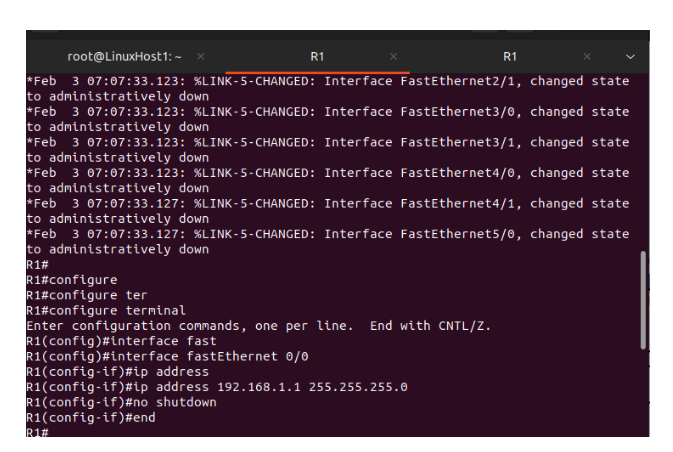 root@LinuxHost1: ~ × R1 × R1 ×
*Feb  3 07:07:33.123: %LINK-5-CHANGED: Interface FastEthernet2/1, changed state
to administratively down
*Feb  3 07:07:33.123: %LINK-5-CHANGED: Interface FastEthernet3/0, changed state
to administratively down
*Feb  3 07:07:33.123: %LINK-5-CHANGED: Interface FastEthernet3/1, changed state
to administratively down
*Feb  3 07:07:33.123: %LINK-5-CHANGED: Interface FastEthernet4/0, changed state
to administratively down
*Feb  3 07:07:33.127: %LINK-5-CHANGED: Interface FastEthernet4/1, changed state
to administratively down
*Feb  3 07:07:33.127: %LINK-5-CHANGED: Interface FastEthernet5/0, changed state
to administratively down
R1#
R1#configure
R1#configure ter
R1#configure terminal
Enter configuration commands, one per line.  End with CNTL/Z.
R1(config)#interface fast
R1(config)#interface fastEthernet 0/0
R1(config-if)#ip address
R1(config-if)#ip address 192.168.1.1 255.255.255.0
R1(config-if)#no shutdown
R1(config-if)#end
R1#